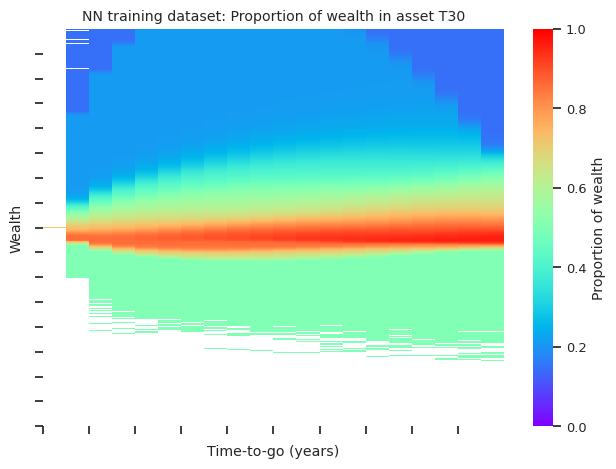 NN training dataset: Proportion of wealth in asset T30
1.0
0.8
0.6
0.4
0.2
0.0
Proportion of wealth
Wealth
Time-to-go (years)